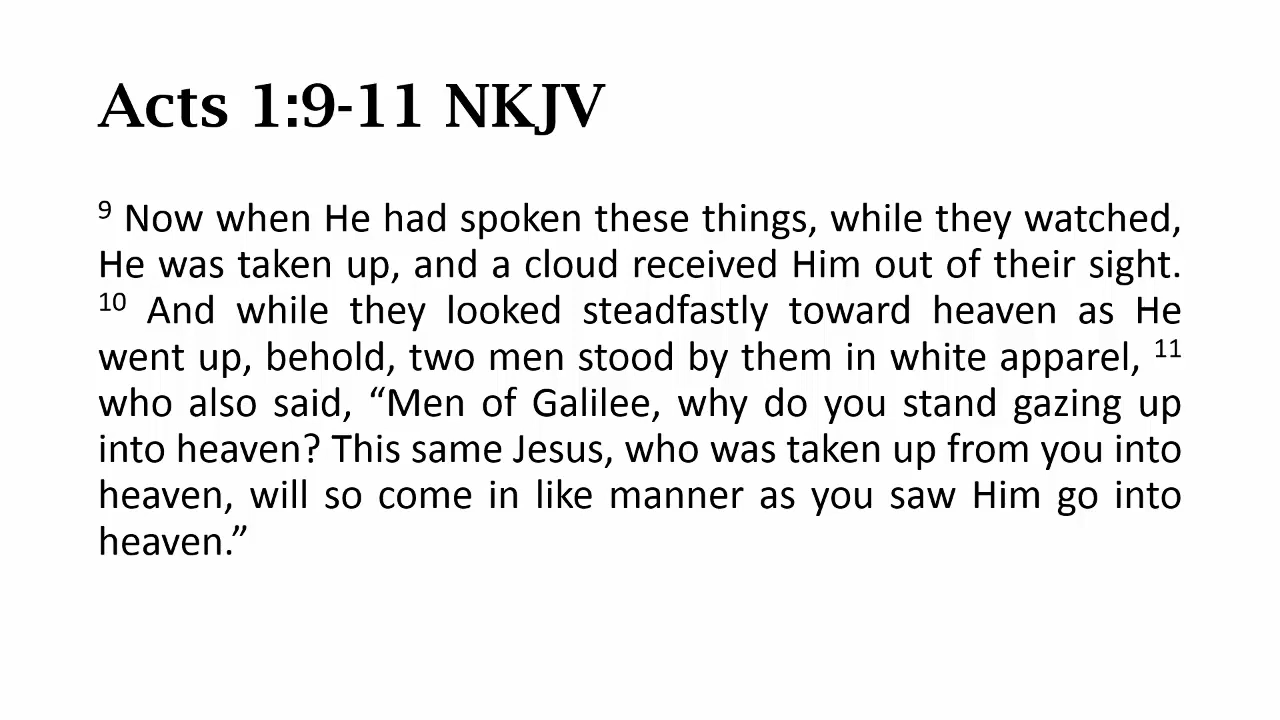 Acts 1:9-11 NKJV
⁹ Now when He had spoken these things, while they watched,
He was taken up, and a cloud received Him out of their sight.
¹⁰ And while they looked steadfastly toward heaven as He
went up, behold, two men stood by them in white apparel, ¹¹
who also said, “Men of Galilee, why do you stand gazing up
into heaven? This same Jesus, who was taken up from you into
heaven, will so come in like manner as you saw Him go into
heaven.”